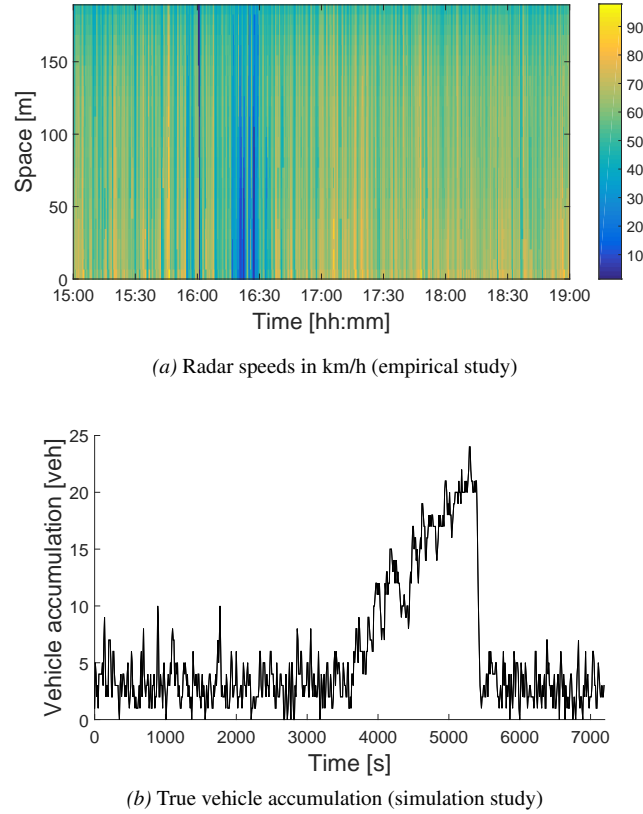 Space [m]
150
100
50
0
15:00 15:30 16:00 16:30 17:00 17:30 18:00 18:30 19:00
Time [hh:mm]
90
80
70
60
50
40
30
20
10
(a) Radar speeds in km/h (empirical study)
Vehicle accumulation [veh]
25
20
15
10
5
0
0 1000 2000 3000 4000 5000 6000 7000
Time [s]
(b) True vehicle accumulation (simulation study)